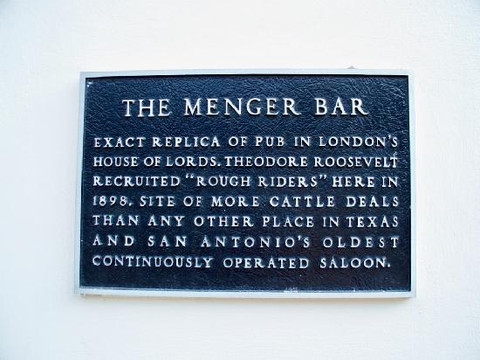 THE MENGER BAR
EXACT REPLICA OF PUB IN LONDON'S
HOUSE OF LORDS. THEODORE ROOSEVELT
RECRUITED "ROUGH RIDERS" HERE IN
1898. SITE OF MORE CATTLE DEALS
THAN ANY OTHER PLACE IN TEXAS
AND SAN ANTONIO'S OLDEST
CONTINUOUSLY OPERATED SALOON.